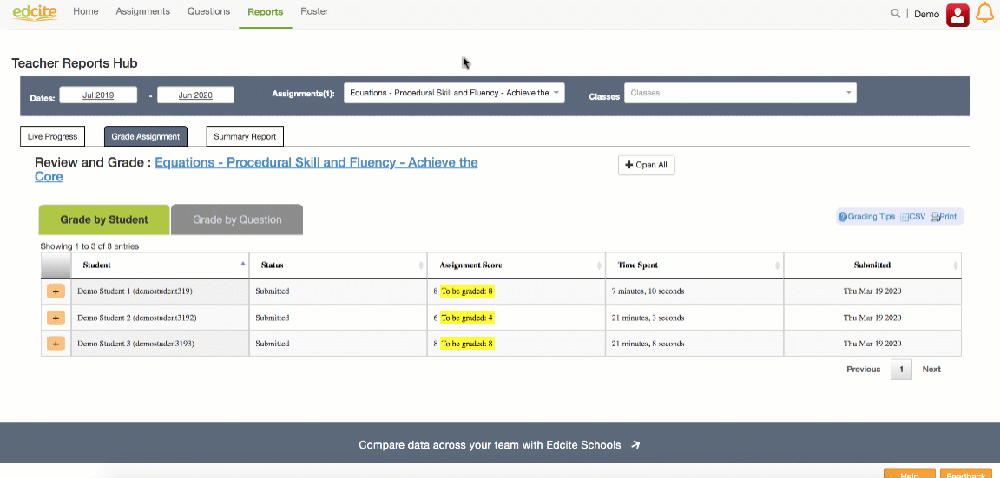 edcite Home Assignments Questions Reports Roster | Demo
Teacher Reports Hub
Dates: Jul 2019 - Jun 2020 Assignments(1): Equations - Procedural Skill and Fluency - Achieve the... Classes Classes
Live Progress Grade Assignment Summary Report
Review and Grade : Equations - Procedural Skill and Fluency - Achieve the
Core
+ Open All
Grade by Student Grade by Question
? Grading Tips CSV Print
Showing 1 to 3 of 3 entries
Student Status Assignment Score Time Spent Submitted
+ Demo Student 1 (demostudent319) Submitted 8 To be graded: 8 7 minutes, 10 seconds Thu Mar 19 2020
+ Demo Student 2 (demostudent3192) Submitted 6 To be graded: 4 21 minutes, 3 seconds Thu Mar 19 2020
+ Demo Student 3 (demostuden3193) Submitted 8 To be graded: 8 21 minutes, 8 seconds Thu Mar 19 2020
Previous 1 Next
Compare data across your team with Edcite Schools
Help Feedback